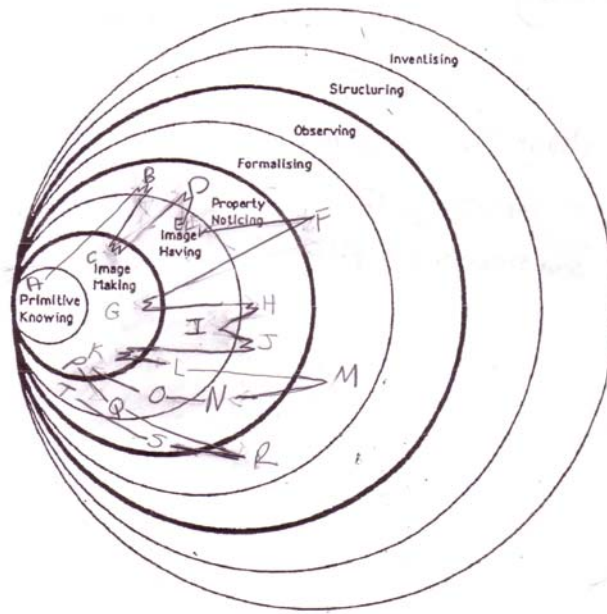 Inventising
Structuring
Observing
Formalising
B
D
Property
Noticing
E
F
Image
Having
C
Image
Making
A
Primitive
Knowing
G
H
I
J
K
L
M
P
O
N
T
Q
S
R